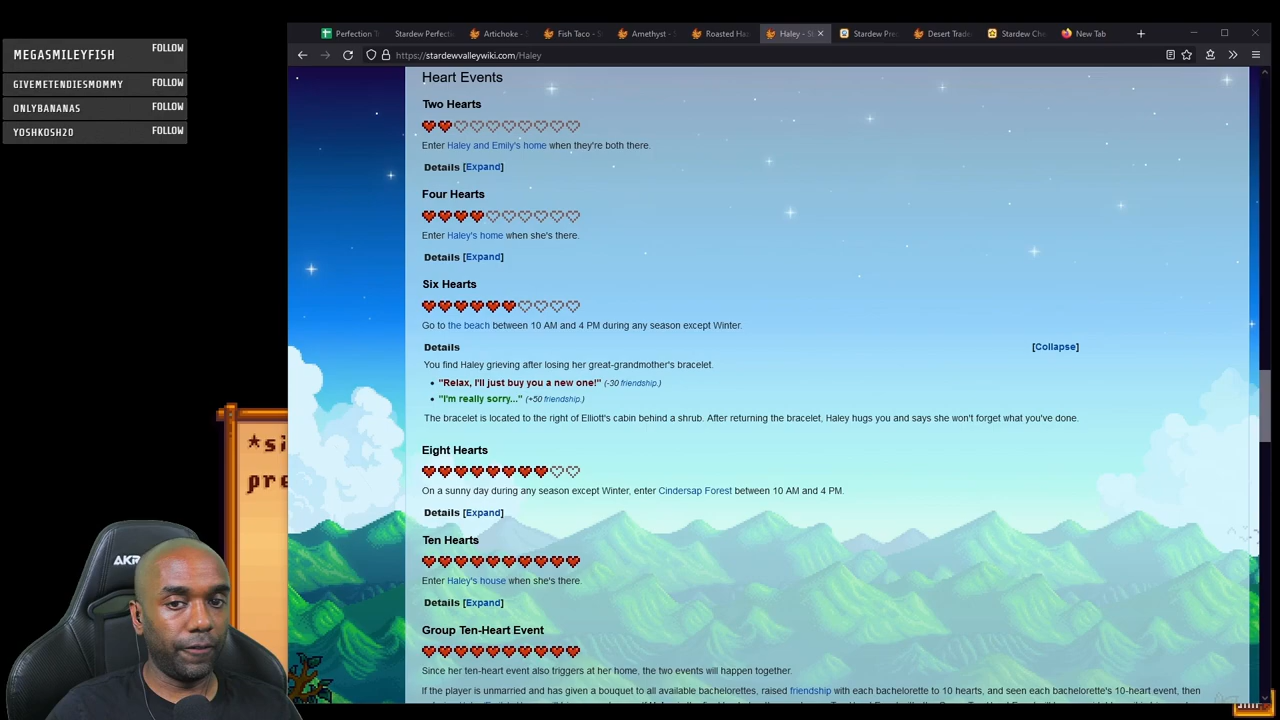 MEGASMILEYFISH FOLLOW
GIVEMETENDIESMOMMY FOLLOW
ONLYBANANAS FOLLOW
YOSHKOSH20 FOLLOW
Perfection T
Stardew Perfecti
Artichoke -
Fish Taco -
Amethyst -
Roasted Ha
Haley - St
Stardew Pre
Desert Trade
Stardew Che
New Tab
https://stardewvalleywiki.com/Haley
Heart Events
Two Hearts
Enter Haley and Emily's home when they're both there.
Details [Expand]
Four Hearts
Enter Haley's home when she's there.
Details [Expand]
Six Hearts
Go to the beach between 10 AM and 4 PM during any season except Winter.
Details [Collapse]
You find Haley grieving after losing her great-grandmother's bracelet.
• "Relax, I'll just buy you a new one!" (-30 friendship.)
• "I'm really sorry..." (+50 friendship.)
The bracelet is located to the right of Elliott's cabin behind a shrub. After returning the bracelet, Haley hugs you and says she won't forget what you've done.
Eight Hearts
On a sunny day during any season except Winter, enter Cindersap Forest between 10 AM and 4 PM.
Details [Expand]
Ten Hearts
Enter Haley's house when she's there.
Details [Expand]
Group Ten-Heart Event
Since her ten-heart event also triggers at her home, the two events will happen together.
If the player is unmarried and has given a bouquet to all available bachelorettes, raised friendship with each bachelorette to 10 hearts, and seen each bachelorette's 10-heart event, then
*si
pre
AKR